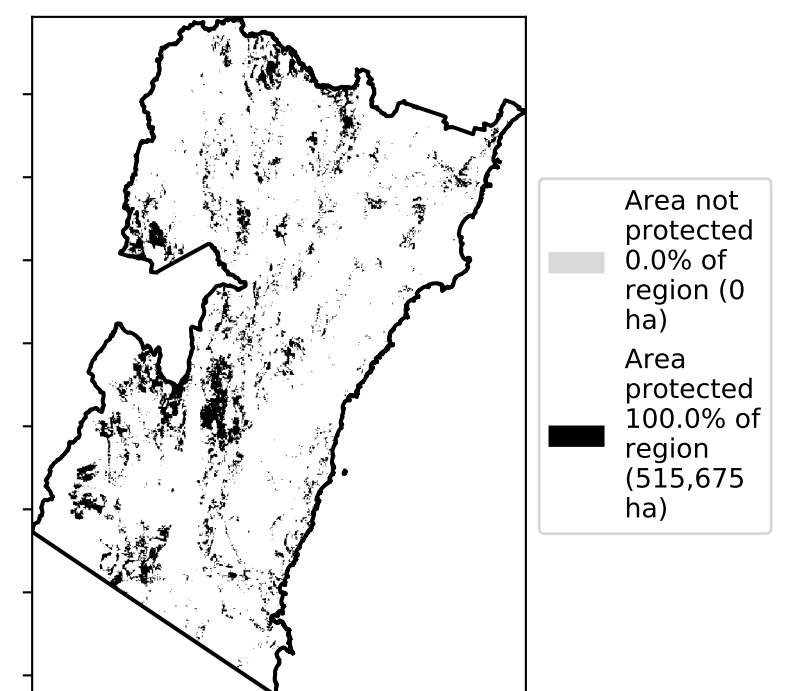 Area not
protected
0.0% of
region (0
ha)
Area
protected
100.0% of
region
(515,675
ha)